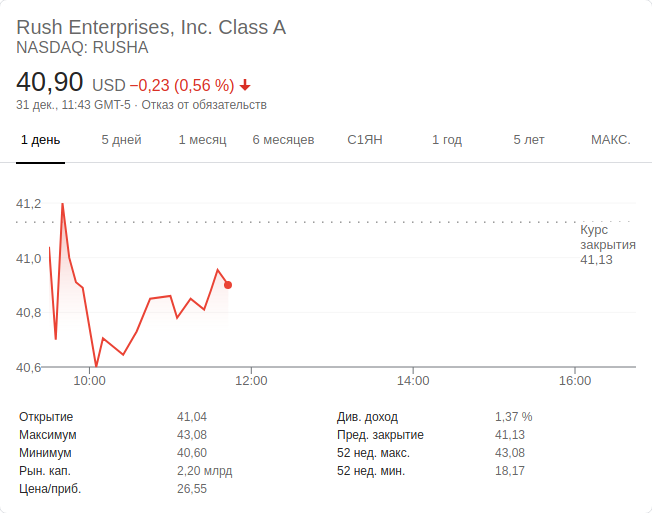 Rush Enterprises, Inc. Class A
NASDAQ: RUSHA
40,90 USD −0,23 (0,56 %) ↓
31 дек., 11:43 GMT-5 · Отказ от обязательств
1 день 5 дней 1 месяц 6 месяцев С1ЯН 1 год 5 лет МАКС.
41,2
Курс
закрытия
41,13
41,0
40,8
40,6
10:00 12:00 14:00 16:00
Открытие 41,04 Див. доход 1,37 %
Максимум 43,08 Пред. закрытие 41,13
Минимум 40,60 52 нед. макс. 43,08
Рын. кап. 2,20 млрд 52 нед. мин. 18,17
Цена/приб. 26,55